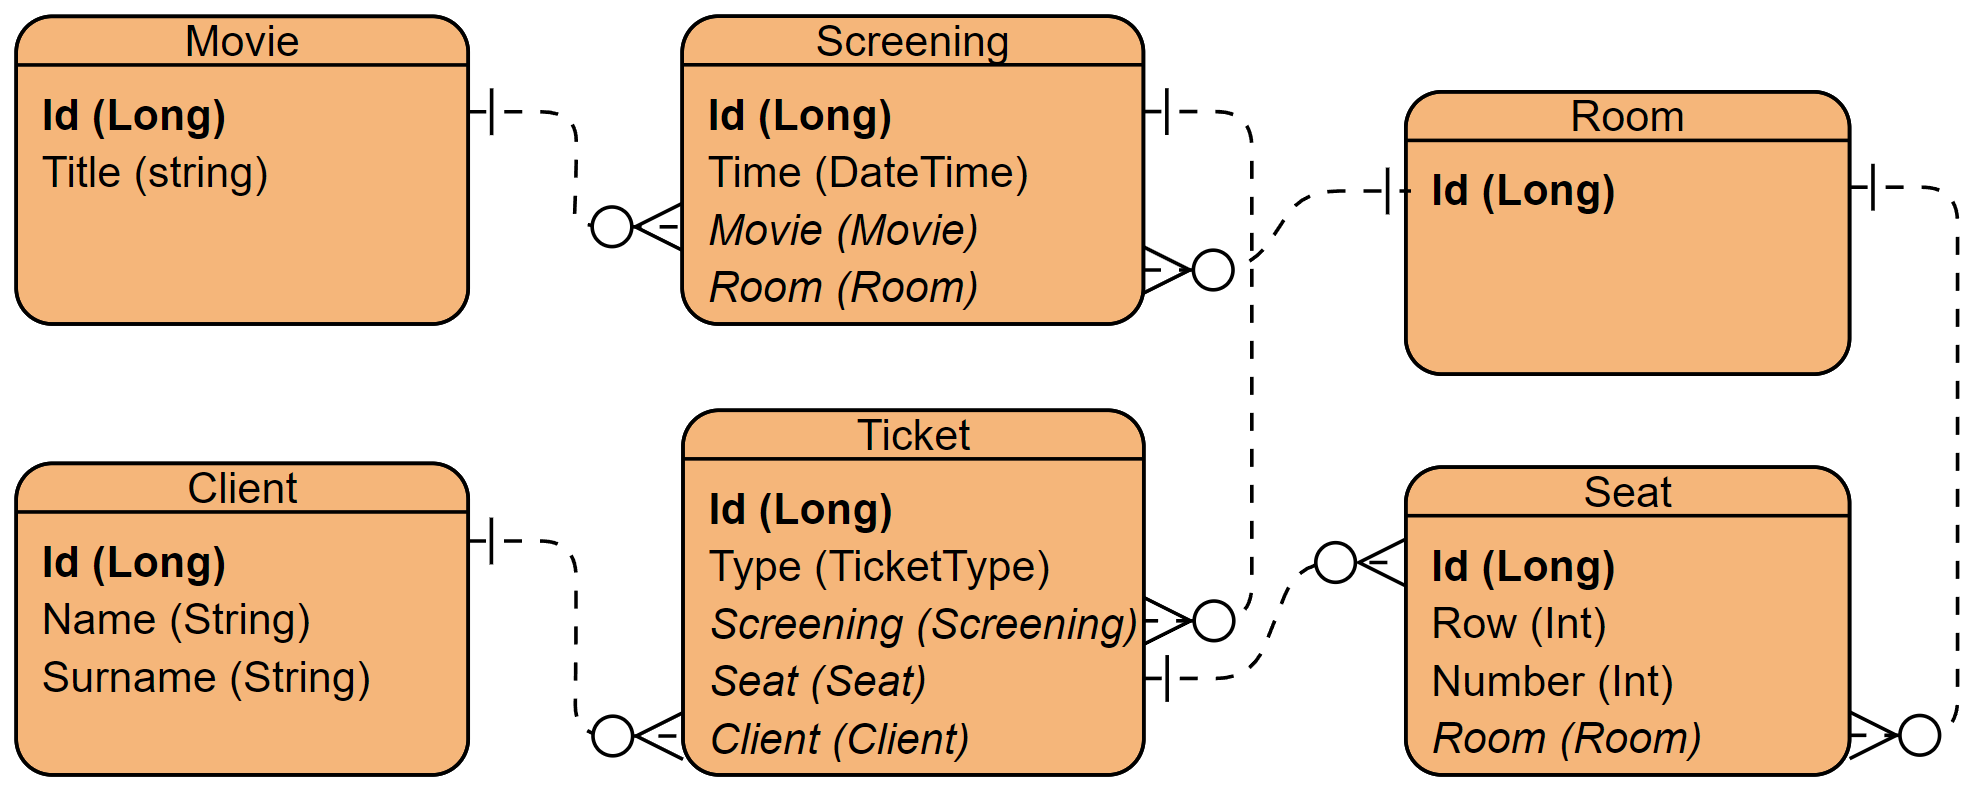 Movie
Id (Long)
Title (string)
Screening
Id (Long)
Time (DateTime)
Movie (Movie)
Room (Room)
Room
Id (Long)
Client
Id (Long)
Name (String)
Surname (String)
Ticket
Id (Long)
Type (TicketType)
Screening (Screening)
Seat (Seat)
Client (Client)
Seat
Id (Long)
Row (Int)
Number (Int)
Room (Room)